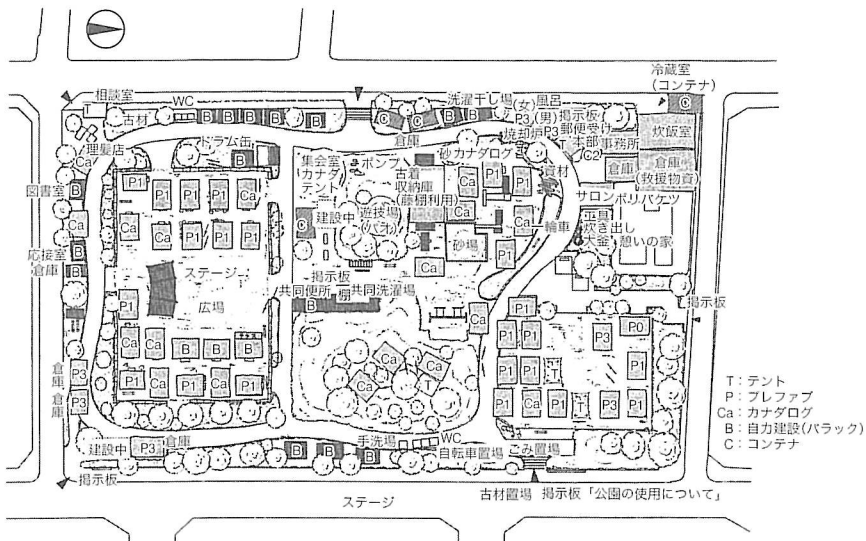 冷蔵室
(コンテナ)
相談室
WC
古材
洗濯干し場
(女)風呂
P3(男)
P3
掲示板
郵便受け
本部
事務所
C2
炊飯室
理髪店
ドラム缶
倉庫
焼却炉
T
倉庫
倉庫
(救援物資)
集会室
カナダ
テント
ポンプ
砂カナダログ
資材
図書室
古着
収納庫
(藤棚利用)
サロン
ポリバケツ
建設中
遊技場
(パオ)
輪車
炊き出し
大釜
憩いの家
応接室
倉庫
ステージ
砂場
広場
掲示板
共同便所
棚
共同洗濯場
掲示板
倉庫
倉庫
建設中
P3
倉庫
手洗場
WC
自転車置場
ごみ置場
掲示板
ステージ
古材置場
掲示板「公園の使用について」
T:テント
P:プレファブ
Ca:カナダログ
B:自力建設(バラック)
C:コンテナ